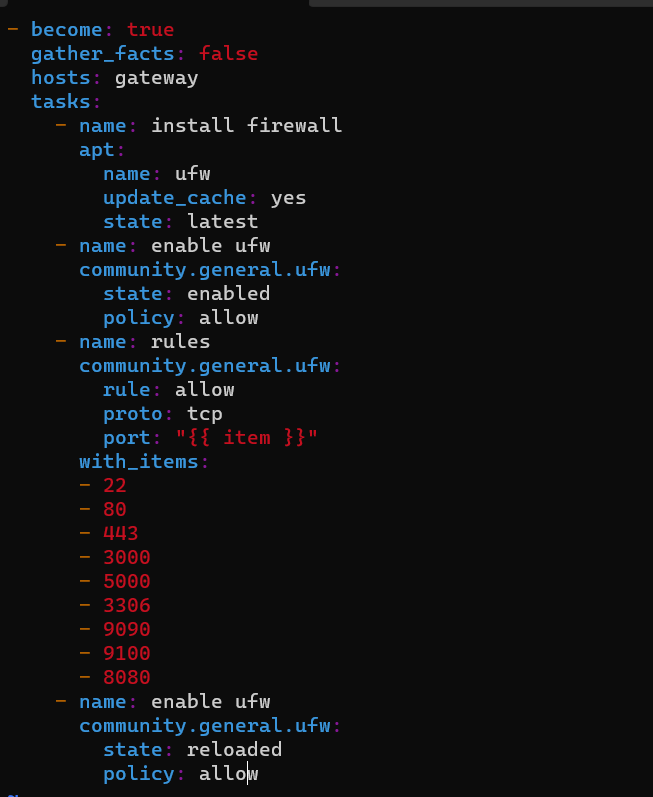 - become: true
  gather_facts: false
  hosts: gateway
  tasks:
    - name: install firewall
      apt:
        name: ufw
        update_cache: yes
        state: latest
    - name: enable ufw
      community.general.ufw:
        state: enabled
        policy: allow
    - name: rules
      community.general.ufw:
        rule: allow
        proto: tcp
        port: "{{ item }}"
      with_items:
      - 22
      - 80
      - 443
      - 3000
      - 5000
      - 3306
      - 9090
      - 9100
      - 8080
    - name: enable ufw
      community.general.ufw:
        state: reloaded
        policy: allow